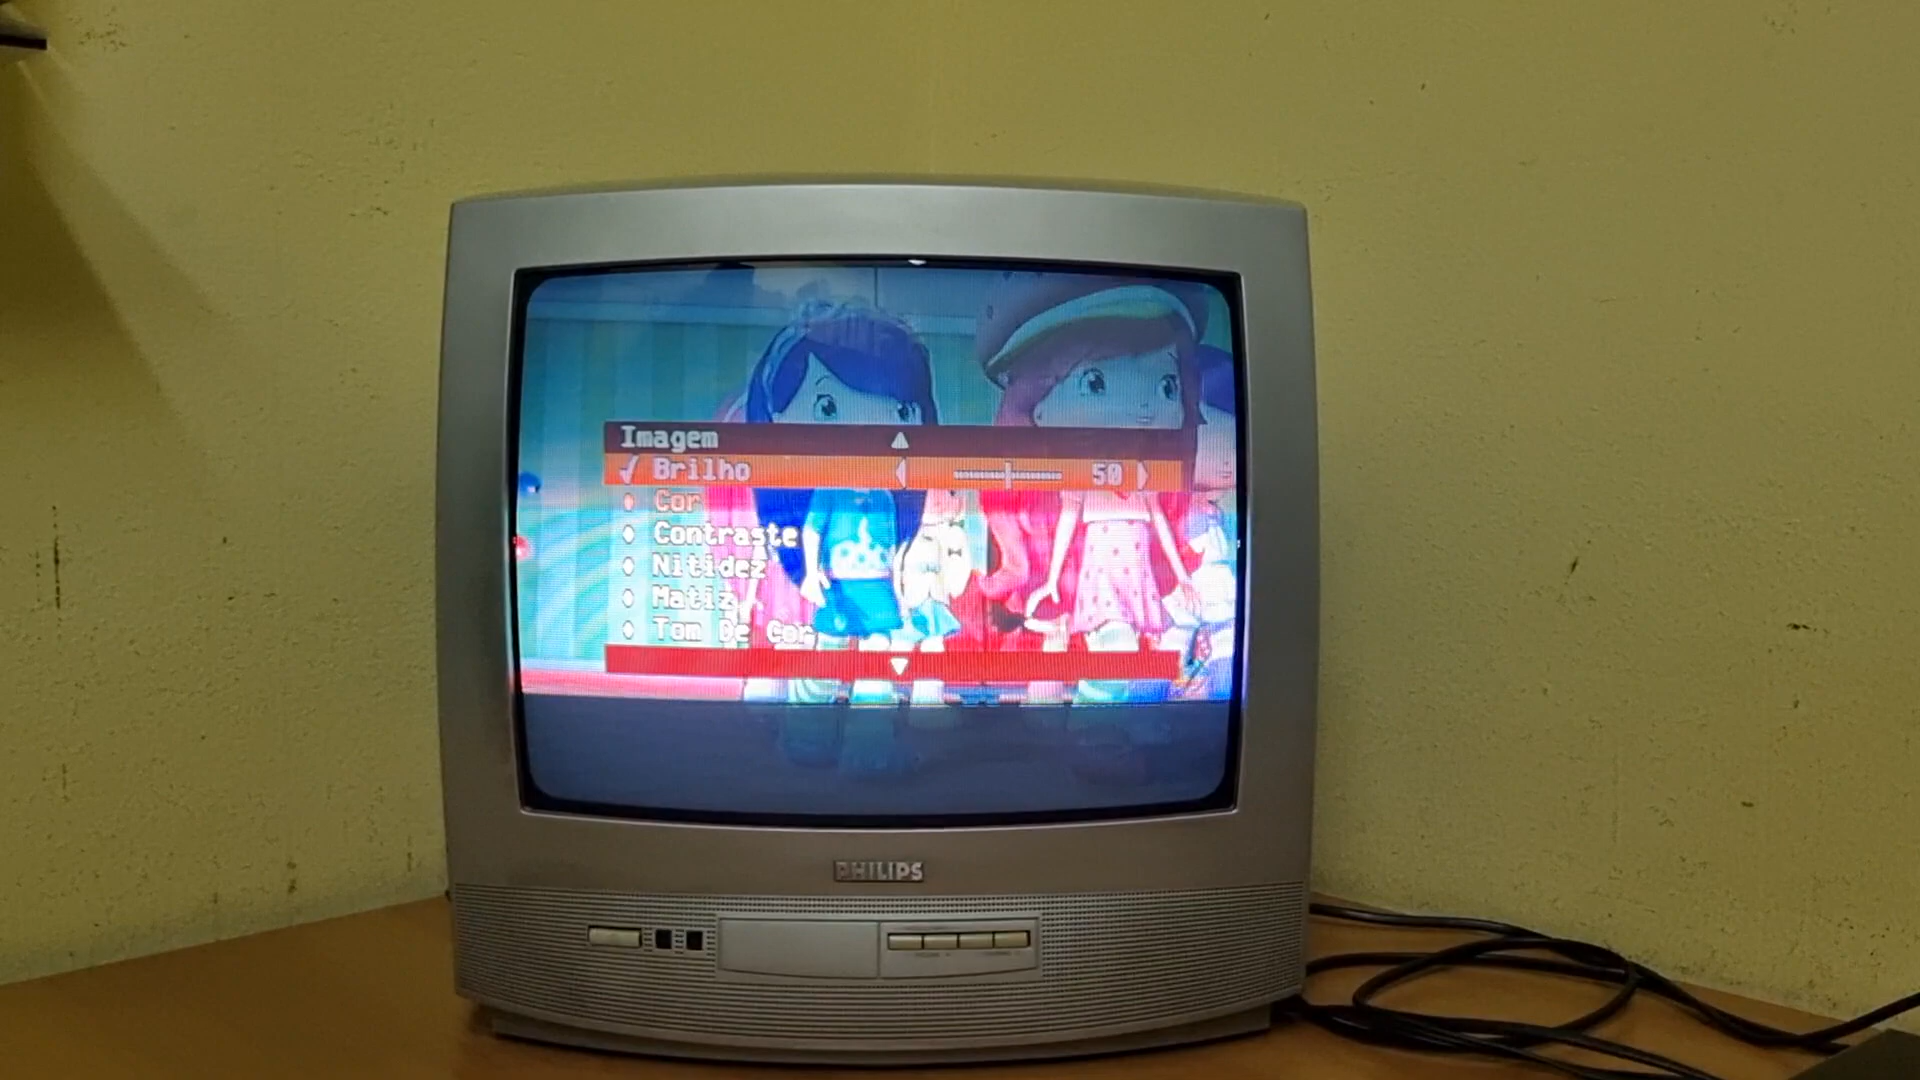 Imagem
Brilho 50
Cor
Contraste
Nitidez
Matiz
Tom De Cor
PHILIPS